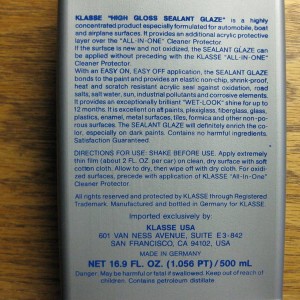 KLASSE "HIGH GLOSS SEALANT GLAZE" is a highly
concentrated product especially formulated for automobile, boat
and airplane surfaces. It provides an additional acrylic protective
layer over the "ALL-IN-ONE" Cleaner Protector.
If the surface is new and not oxidized, the SEALANT GLAZE can
be applied without preceding with the KLASSE "ALL-IN-ONE"
Cleaner Protector.
With an EASY ON, EASY OFF application, the SEALANT GLAZE
bonds to the paint and provides an elastic non-chip, shrink-proof,
heat and scratch resistant acrylic seal against oxidation, road
salts, salt water, sun, industrial pollutants and corrosive elements.
It provides an exceptionally brilliant "WET-LOOK" shine for up to
12 months. It is excellent on all paints, plexiglass, fiberglass, glass,
plastics, enamel, metal surfaces, tiles, formica and other non-po-
rous surfaces. The SEALANT GLAZE will definitely enrich the co-
lor, especially on dark paints. Contains no harmful ingredients.
Satisfaction Guaranteed
DIRECTIONS FOR USE: SHAKE BEFORE USE. Apply extremely
thin film (about 2 FL. OZ. per car) on clean, dry surface with soft
cotton cloth. Allow to dry, then wipe off with dry cloth. For oxidi-
zed surfaces, precede with application of KLASSE "All-In-One"
Cleaner Protector
All rights reserved and protected by KLASSE through Registered
Trademark. Manufactured and bottled in Germany for KLASSE
Imported exclusively by:
KLASSE USA
601 VAN NESS AVENUE, SUITE E3-842
SAN FRANCISCO, CA 94102, USA
MADE IN GERMANY
NET 16.9 FL. OZ. (1.056 PT) / 500 mL
Danger. May be harmful or fatal if swallowed. Keep out of reach of
children. Contains petroleum distillate